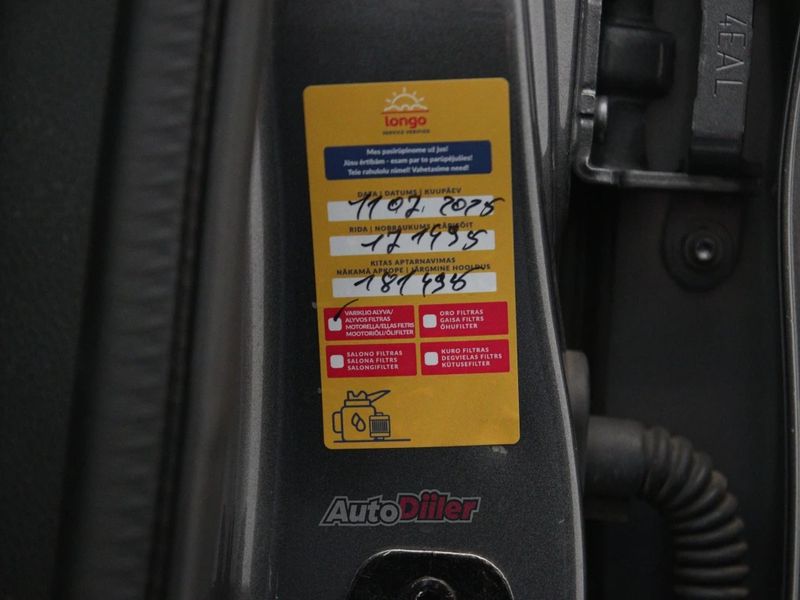 4EAL
longo
SERVICE VERIFIED
Mes pasirūpinome už jus!
Jūsu ērtībām - esam par to parūpējušies!
Teie rahulolu nimel! Vahetasime need!
DATA | DATUMS | KUUPÄEV
11 07. 2025
RIDA | NOBRAUKUMS | LÄBISÕIT
171495
KITAS APTARNAVIMAS
NĀKAMĀ APKOPE | JÄRGMINE HOOLDUS
181495
VARIKLIO ALYVA/
ALYVOS FILTRAS
MOTOREĻĻA/EĻĻAS FILTRS
MOOTORIÕLI/ÕLIFILTER
ORO FILTRAS
GAISA FILTRS
ÕHUFILTER
SALONO FILTRAS
SALONA FILTRS
SALONGIFILTER
KURO FILTRAS
DEGVIELAS FILTRS
KÜTUSEFILTER
AutoDiiler